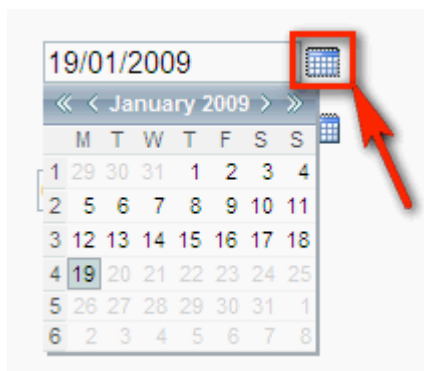 19/01/2009
« < January 2009 > »
M T W T F S S
1 29 30 31 1 2 3 4
2 5 6 7 8 9 10 11
3 12 13 14 15 16 17 18
4 19 20 21 22 23 24 25
5 26 27 28 29 30 31 1
6 2 3 4 5 6 7 8